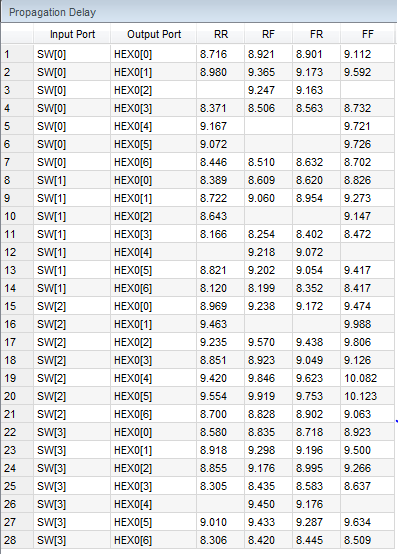 Propagation Delay
Input Port Output Port RR RF FR FF
1 SW[0] HEX0[0] 8.716 8.921 8.901 9.112
2 SW[0] HEX0[1] 8.980 9.365 9.173 9.592
3 SW[0] HEX0[2] 9.247 9.163
4 SW[0] HEX0[3] 8.371 8.506 8.563 8.732
5 SW[0] HEX0[4] 9.167 9.721
6 SW[0] HEX0[5] 9.072 9.726
7 SW[0] HEX0[6] 8.446 8.510 8.632 8.702
8 SW[1] HEX0[0] 8.389 8.609 8.620 8.826
9 SW[1] HEX0[1] 8.722 9.060 8.954 9.273
10 SW[1] HEX0[2] 8.643 9.147
11 SW[1] HEX0[3] 8.166 8.254 8.402 8.472
12 SW[1] HEX0[4] 9.218 9.072
13 SW[1] HEX0[5] 8.821 9.202 9.054 9.417
14 SW[1] HEX0[6] 8.120 8.199 8.352 8.417
15 SW[2] HEX0[0] 8.969 9.238 9.172 9.474
16 SW[2] HEX0[1] 9.463 9.988
17 SW[2] HEX0[2] 9.235 9.570 9.438 9.806
18 SW[2] HEX0[3] 8.851 8.923 9.049 9.126
19 SW[2] HEX0[4] 9.420 9.846 9.623 10.082
20 SW[2] HEX0[5] 9.554 9.919 9.753 10.123
21 SW[2] HEX0[6] 8.700 8.828 8.902 9.063
22 SW[3] HEX0[0] 8.580 8.835 8.718 8.923
23 SW[3] HEX0[1] 8.918 9.298 9.196 9.500
24 SW[3] HEX0[2] 8.855 9.176 8.995 9.266
25 SW[3] HEX0[3] 8.305 8.435 8.583 8.637
26 SW[3] HEX0[4] 9.450 9.176
27 SW[3] HEX0[5] 9.010 9.433 9.287 9.634
28 SW[3] HEX0[6] 8.306 8.420 8.445 8.509